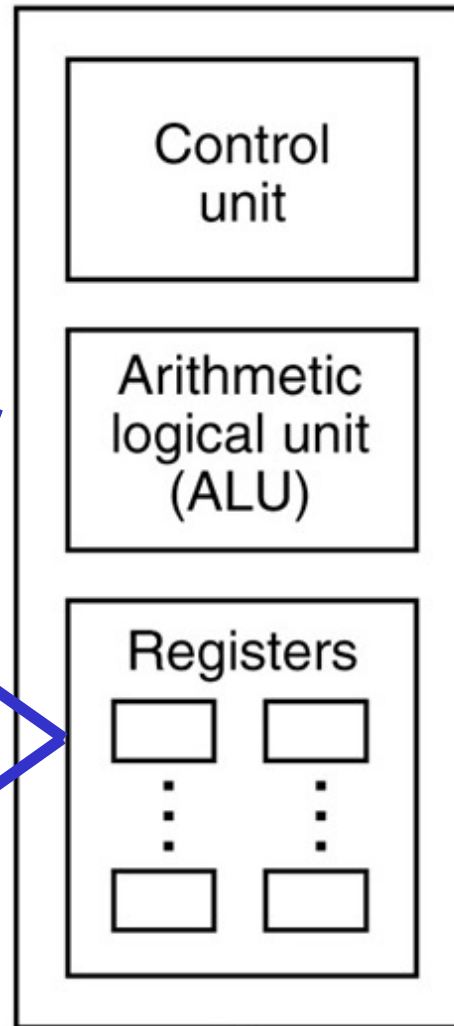 Control
unit
Arithmetic
logical unit
(ALU)
Registers